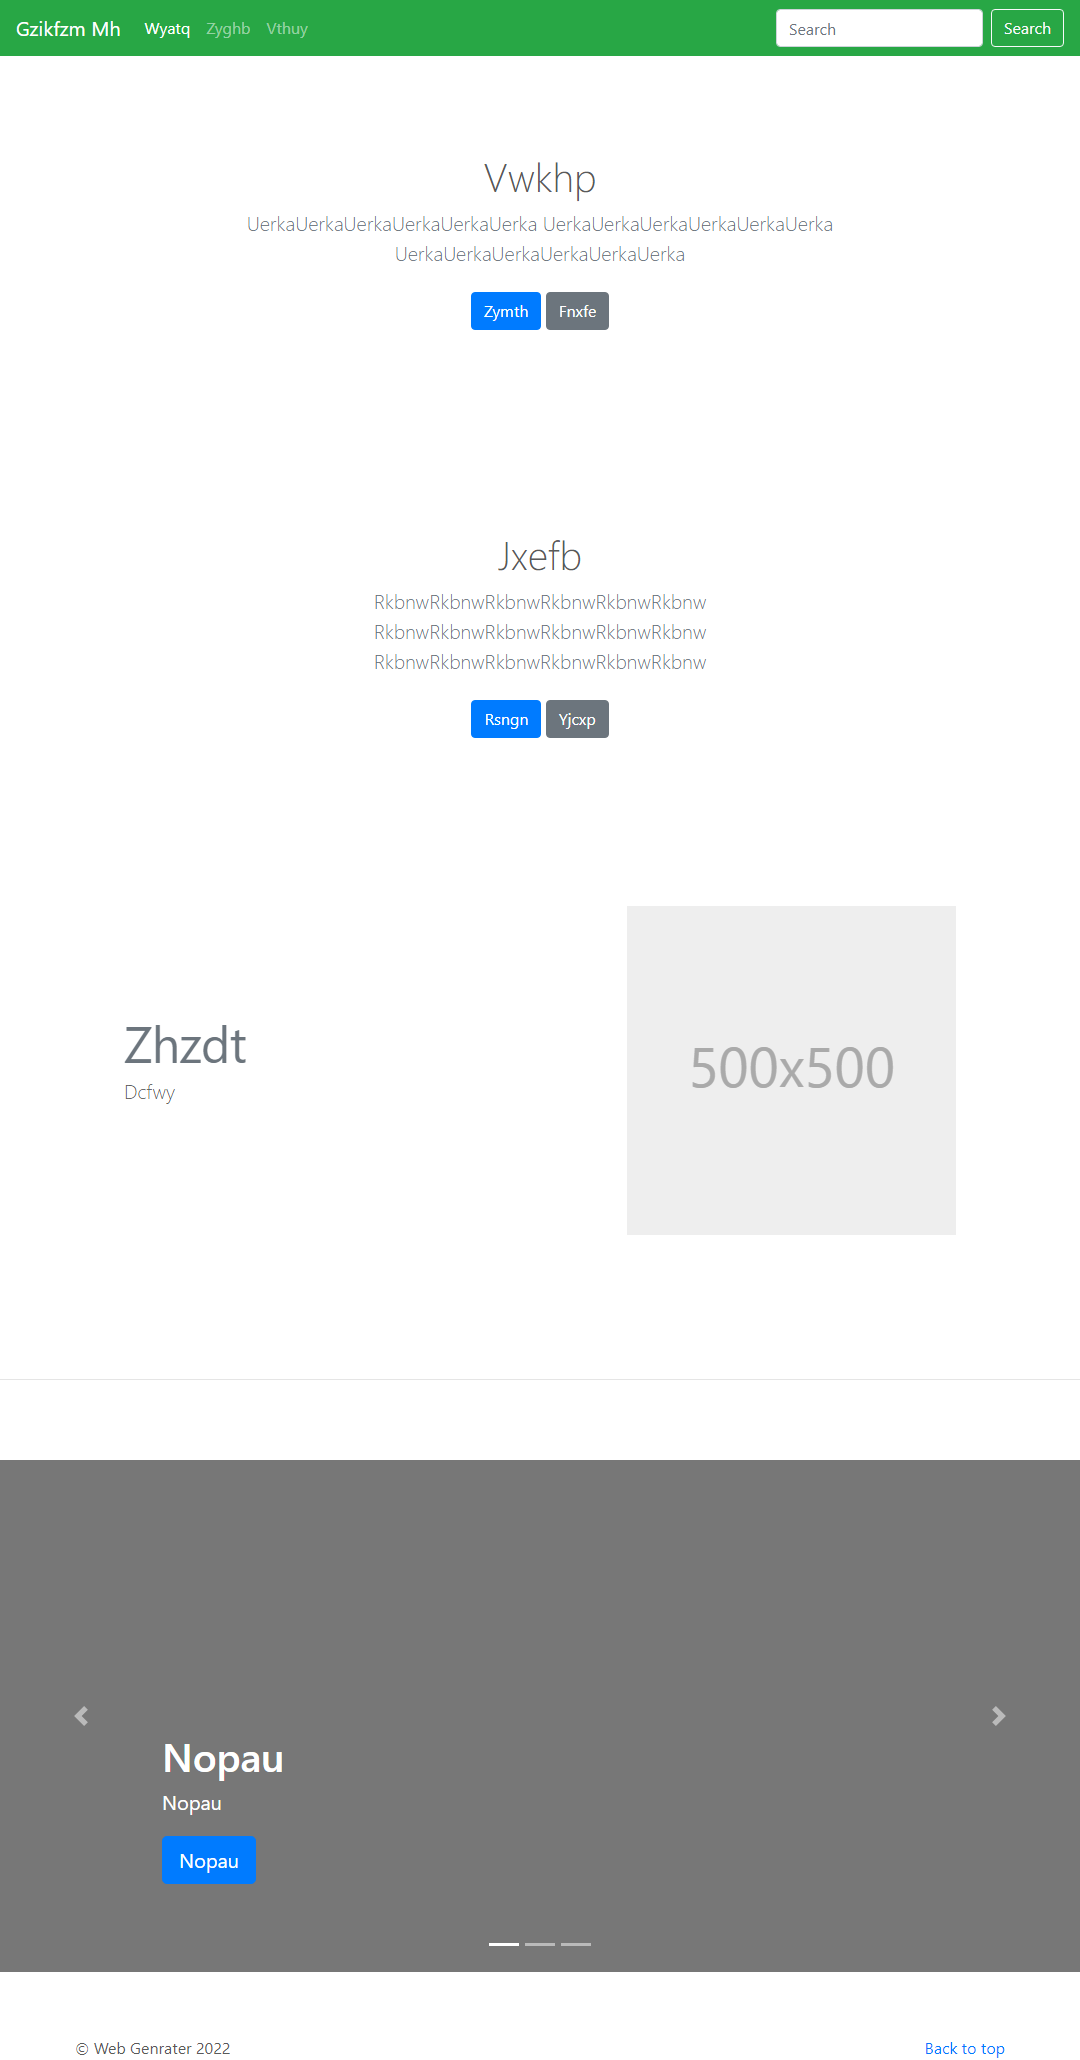 Gzikfzm Mh Wyatq Zyghb Vthuy Search Search
Vwkhp
UerkaUerkaUerkaUerkaUerkaUerka UerkaUerkaUerkaUerkaUerkaUerka
UerkaUerkaUerkaUerkaUerkaUerka
Zymth Fnxfe
Jxefb
RkbnwRkbnwRkbnwRkbnwRkbnwRkbnw
RkbnwRkbnwRkbnwRkbnwRkbnwRkbnw
RkbnwRkbnwRkbnwRkbnwRkbnwRkbnw
Rsngn Yjcxp
Zhzdt
Dcfwy
500x500
Nopau
Nopau
Nopau
© Web Genrater 2022 Back to top